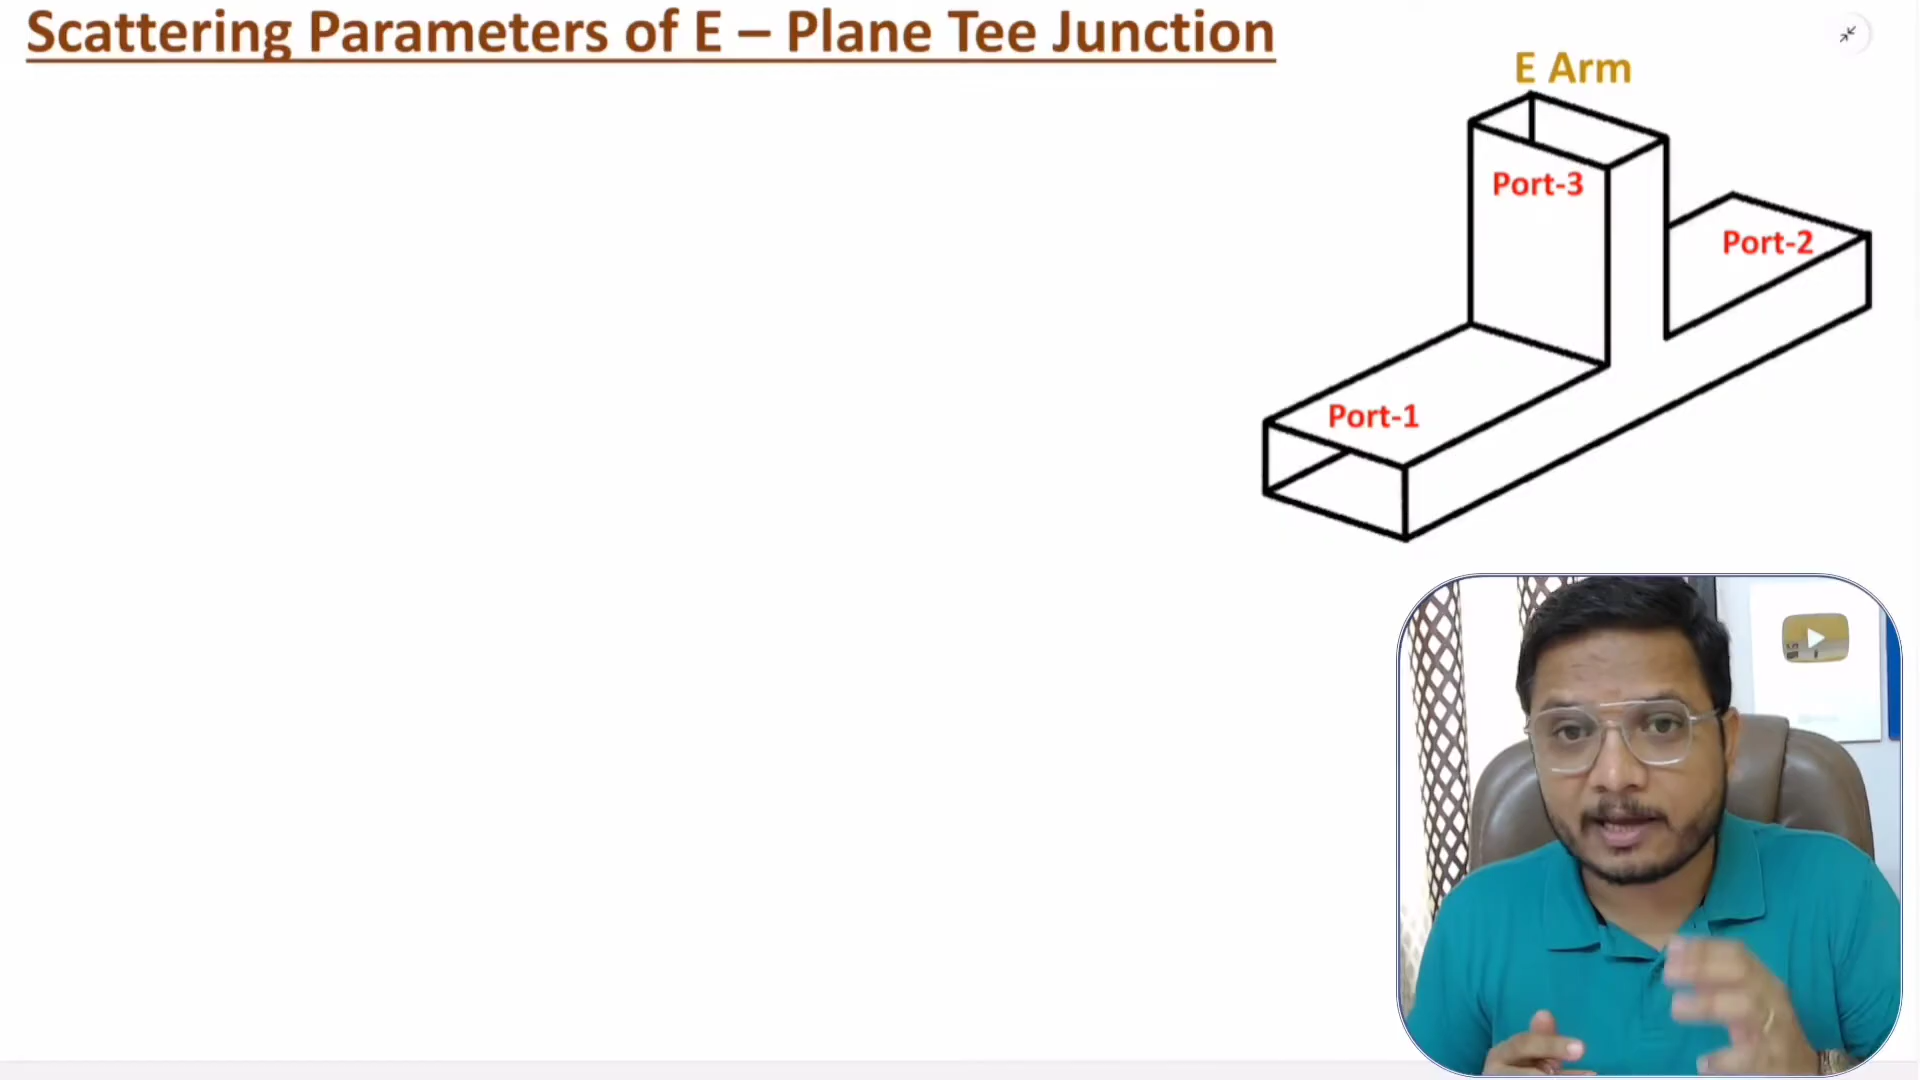 Scattering Parameters of E – Plane Tee Junction
E Arm
Port-3
Port-2
Port-1